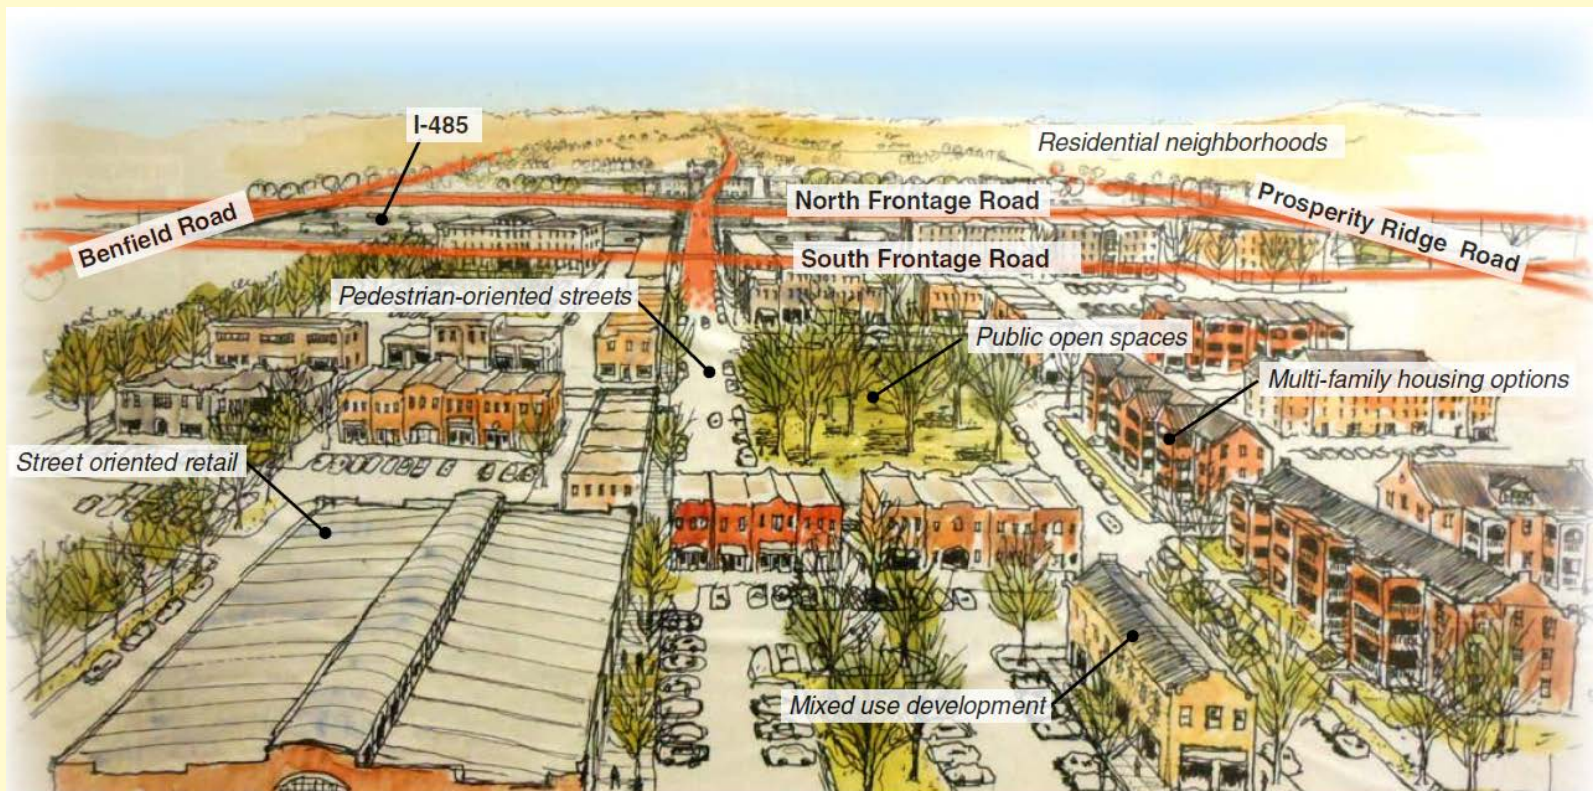 I-485
Residential neighborhoods
North Frontage Road
Prosperity Ridge Road
Benfield Road
South Frontage Road
Pedestrian-oriented streets
Public open spaces
Multi-family housing options
Street oriented retail
Mixed use development